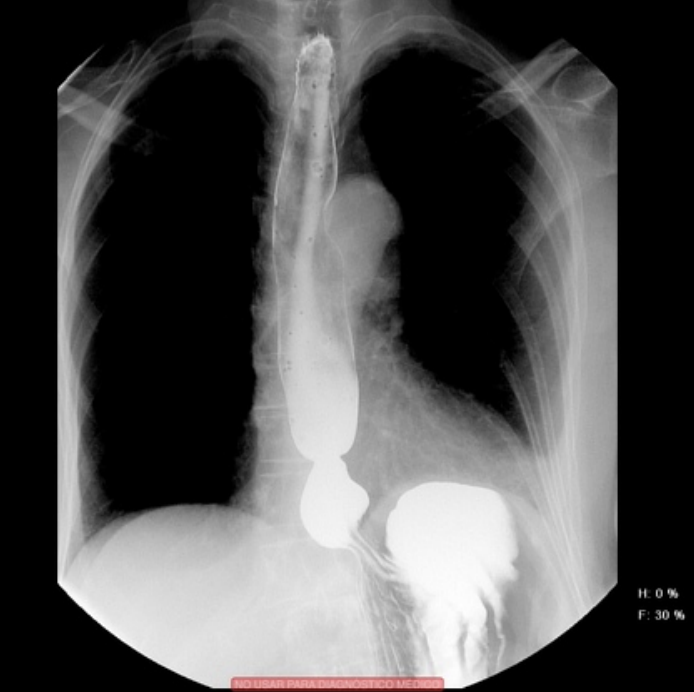 H: 0 %
F: 30 %
NO USAR PARA DIAGNOSTICO MEDICO